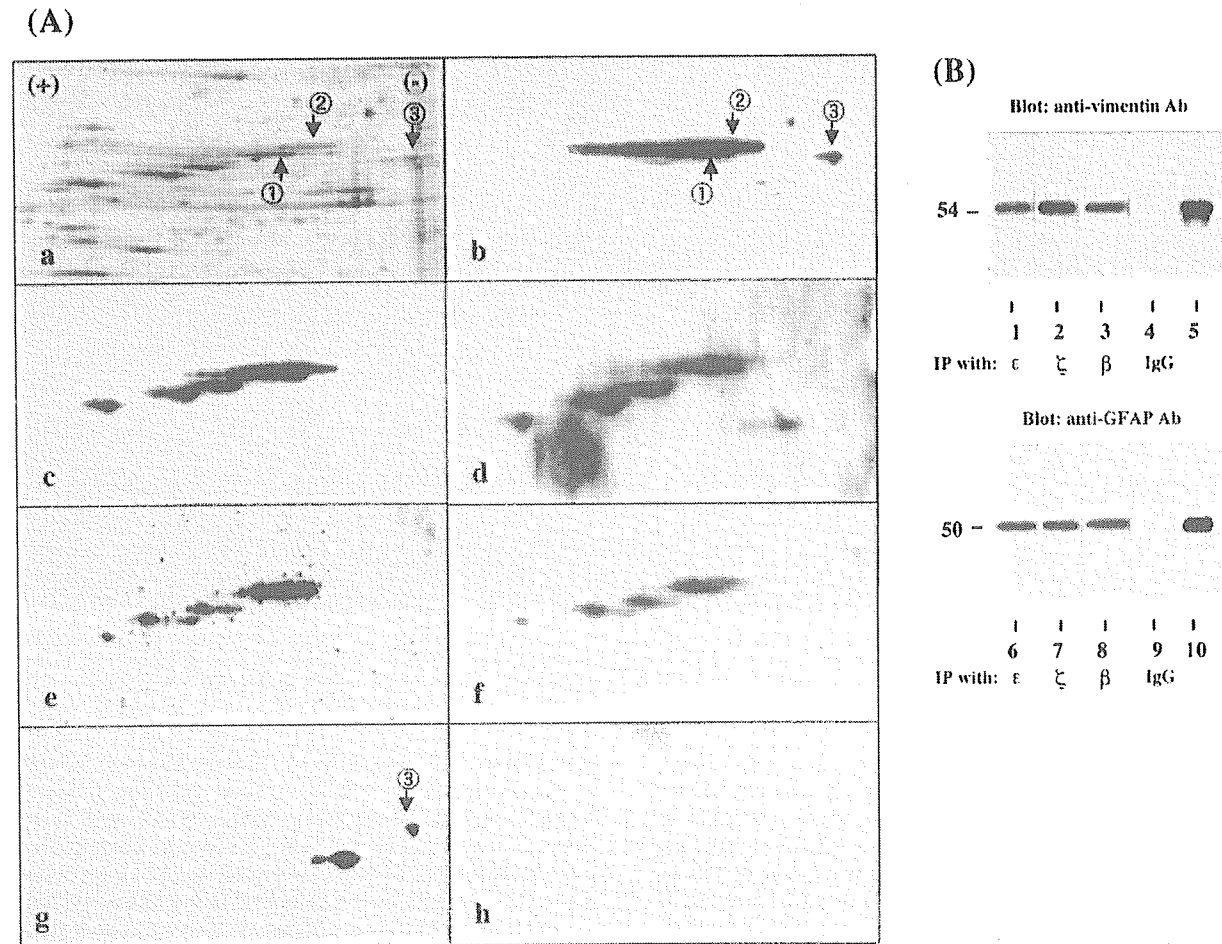 (A)
(+) (-)
② ③
①
a
② ③
①
b
c
d
e
f
③
g
h
(B)
Blot: anti-vimentin Ab
54 –
1 2 3 4 5
IP with: ε ζ β IgG
Blot: anti-GFAP Ab
50 –
6 7 8 9 10
IP with: ε ζ β IgG